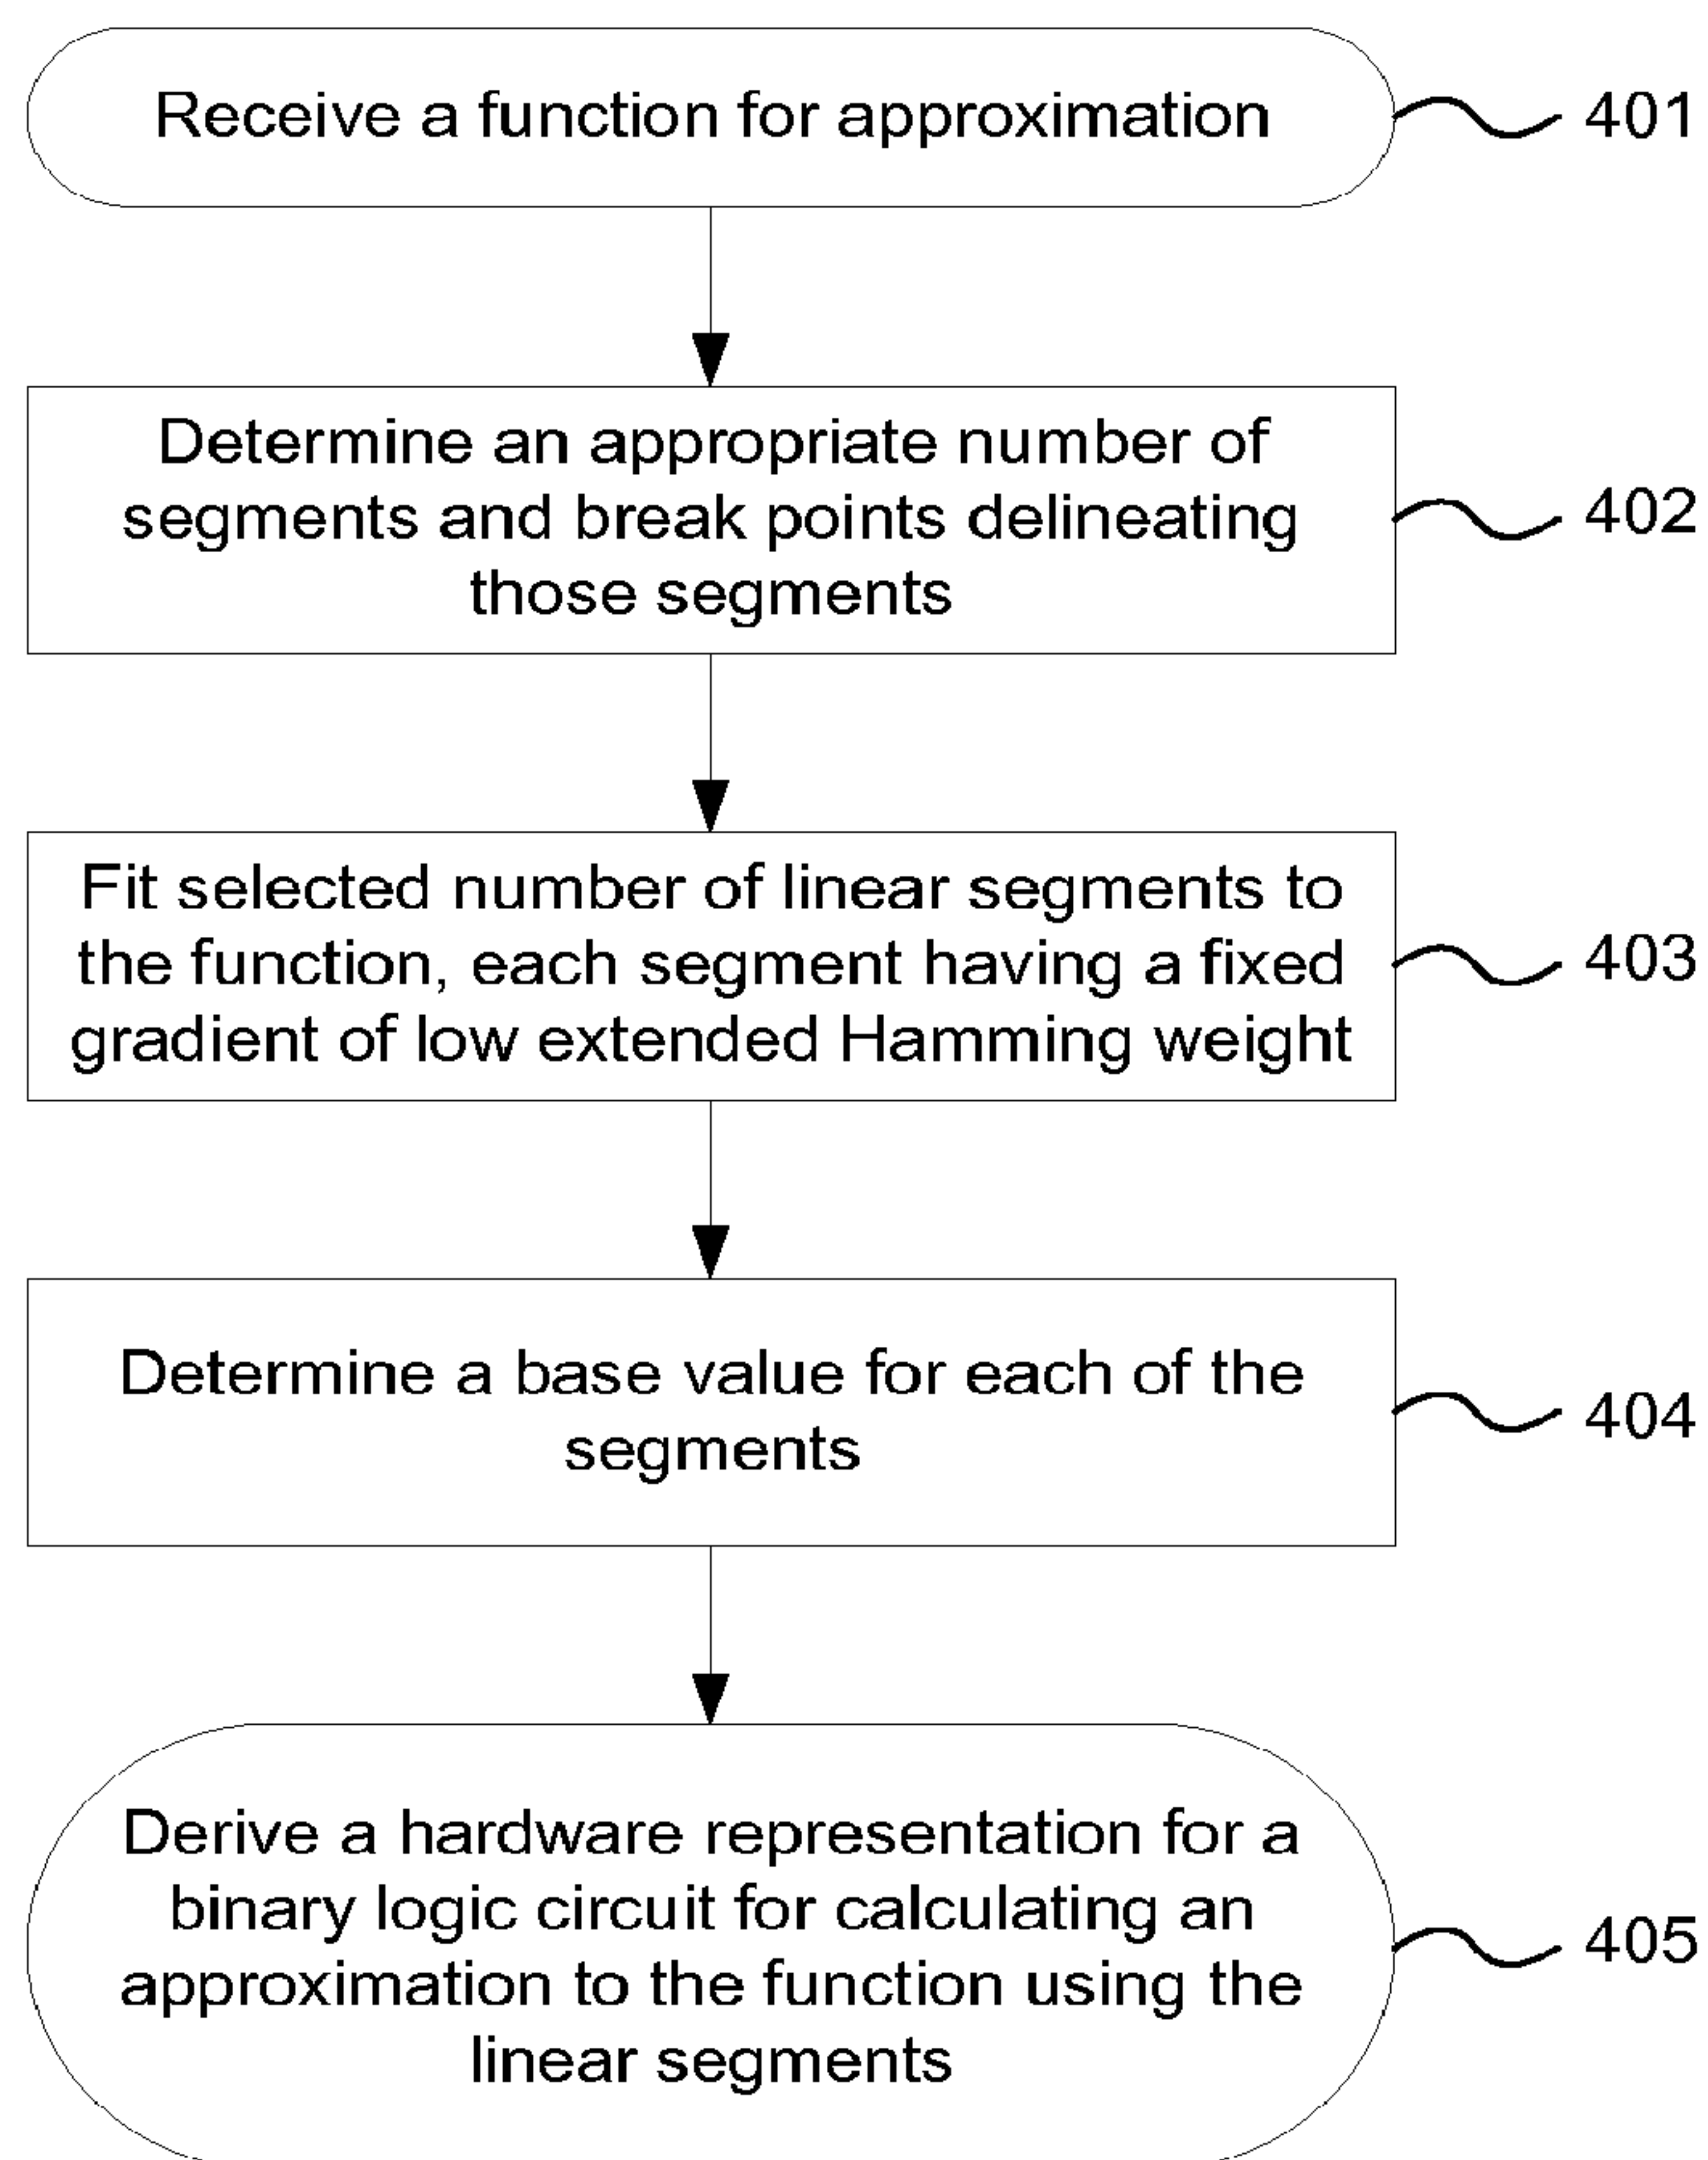 Receive a function for approximation
401
Determine an appropriate number of
segments and break points delineating
those segments
402
Fit selected number of linear segments to
the function, each segment having a fixed
gradient of low extended Hamming weight
403
Determine a base value for each of the
segments
404
Derive a hardware representation for a
binary logic circuit for calculating an
approximation to the function using the
linear segments
405